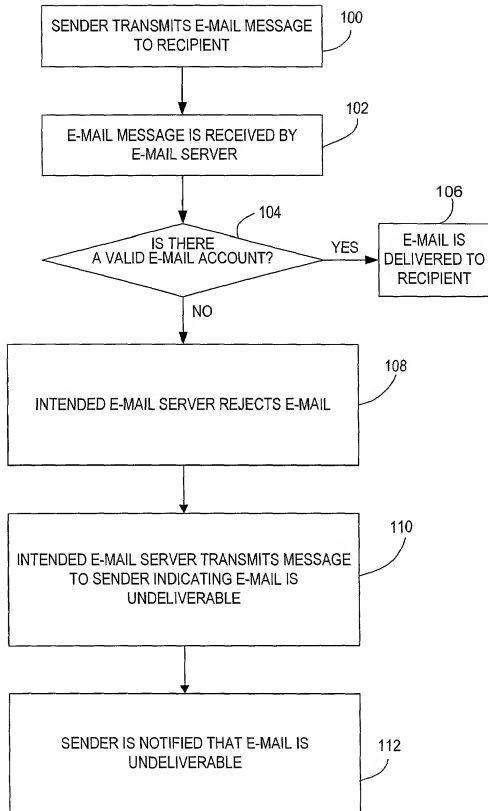 SENDER TRANSMITS E-MAIL MESSAGE
TO RECIPIENT
100
E-MAIL MESSAGE IS RECEIVED BY
E-MAIL SERVER
102
104
IS THERE
A VALID E-MAIL ACCOUNT?
YES
106
E-MAIL IS
DELIVERED TO
RECIPIENT
NO
INTENDED E-MAIL SERVER REJECTS E-MAIL
108
INTENDED E-MAIL SERVER TRANSMITS MESSAGE
TO SENDER INDICATING E-MAIL IS
UNDELIVERABLE
110
SENDER IS NOTIFIED THAT E-MAIL IS
UNDELIVERABLE
112